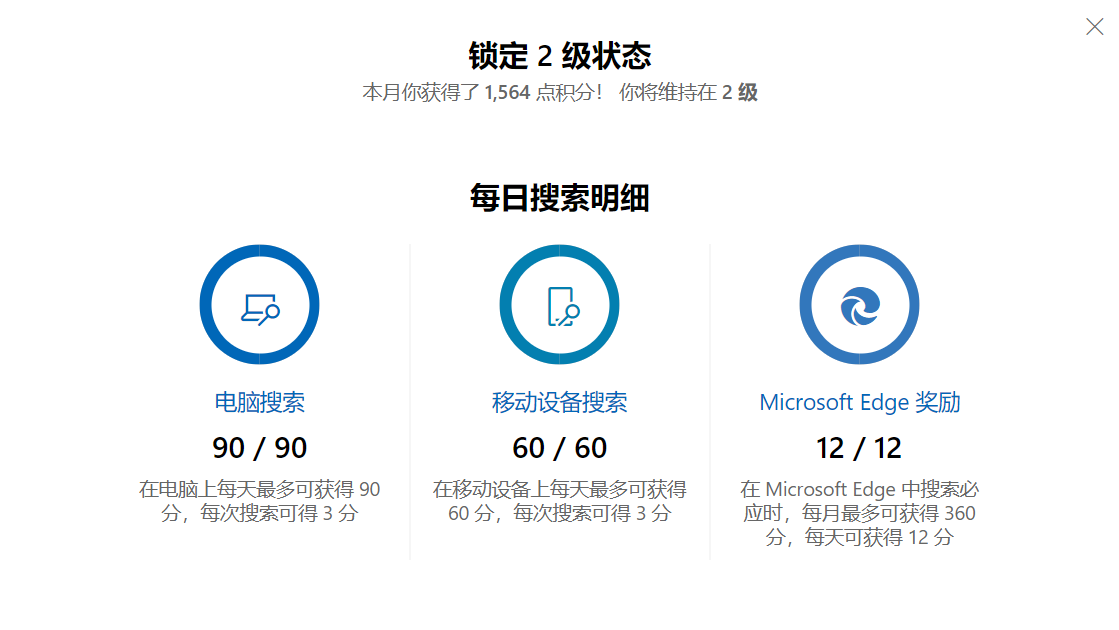 锁定 2 级状态
本月你获得了 1,564 点积分！ 你将维持在 2 级
每日搜索明细
电脑搜索
90 / 90
在电脑上每天最多可获得 90
分，每次搜索可得 3 分
移动设备搜索
60 / 60
在移动设备上每天最多可获得
60 分，每次搜索可得 3 分
Microsoft Edge 奖励
12 / 12
在 Microsoft Edge 中搜索必
应时，每月最多可获得 360
分，每天可获得 12 分